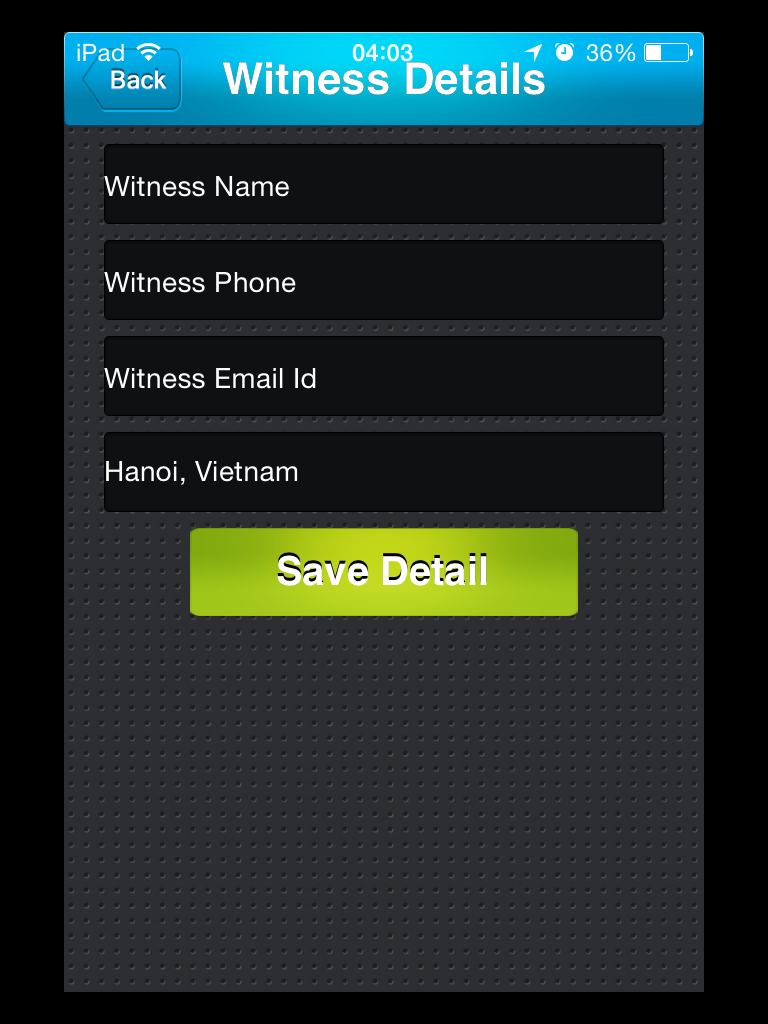 iPad 04:03 36%
Back Witness Details
Witness Name
Witness Phone
Witness Email Id
Hanoi, Vietnam
Save Detail